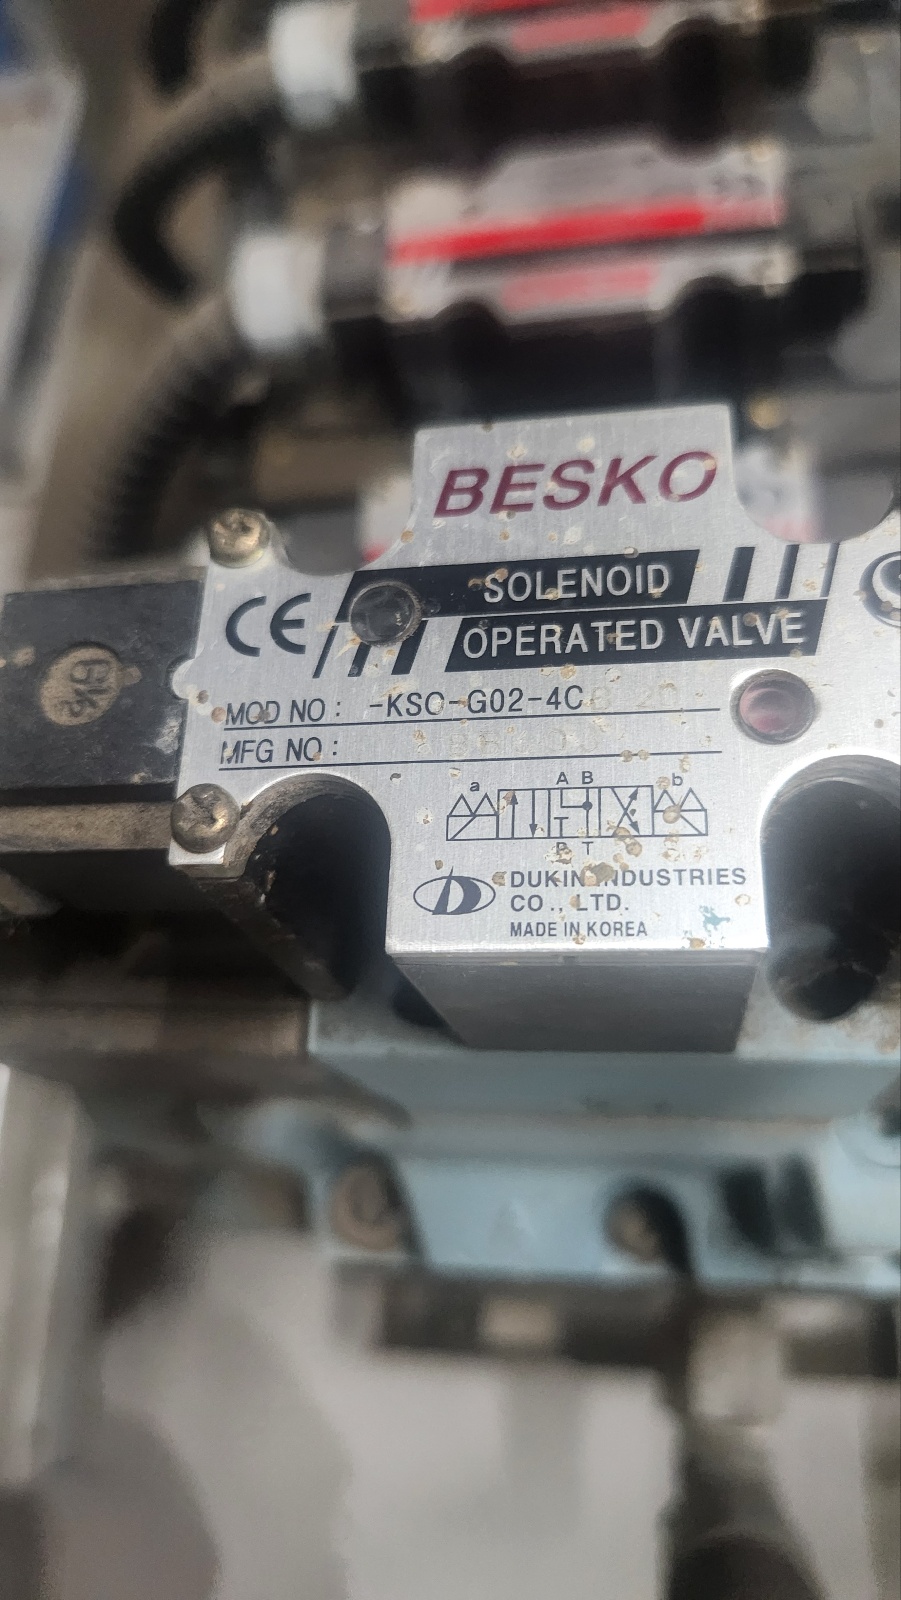 BESKO
CE
SOLENOID
OPERATED VALVE
MOD NO : -KSO-G02-4C
MFG NO :
a A B b
T
P T
D DUKIN INDUSTRIES
CO., LTD.
MADE IN KOREA